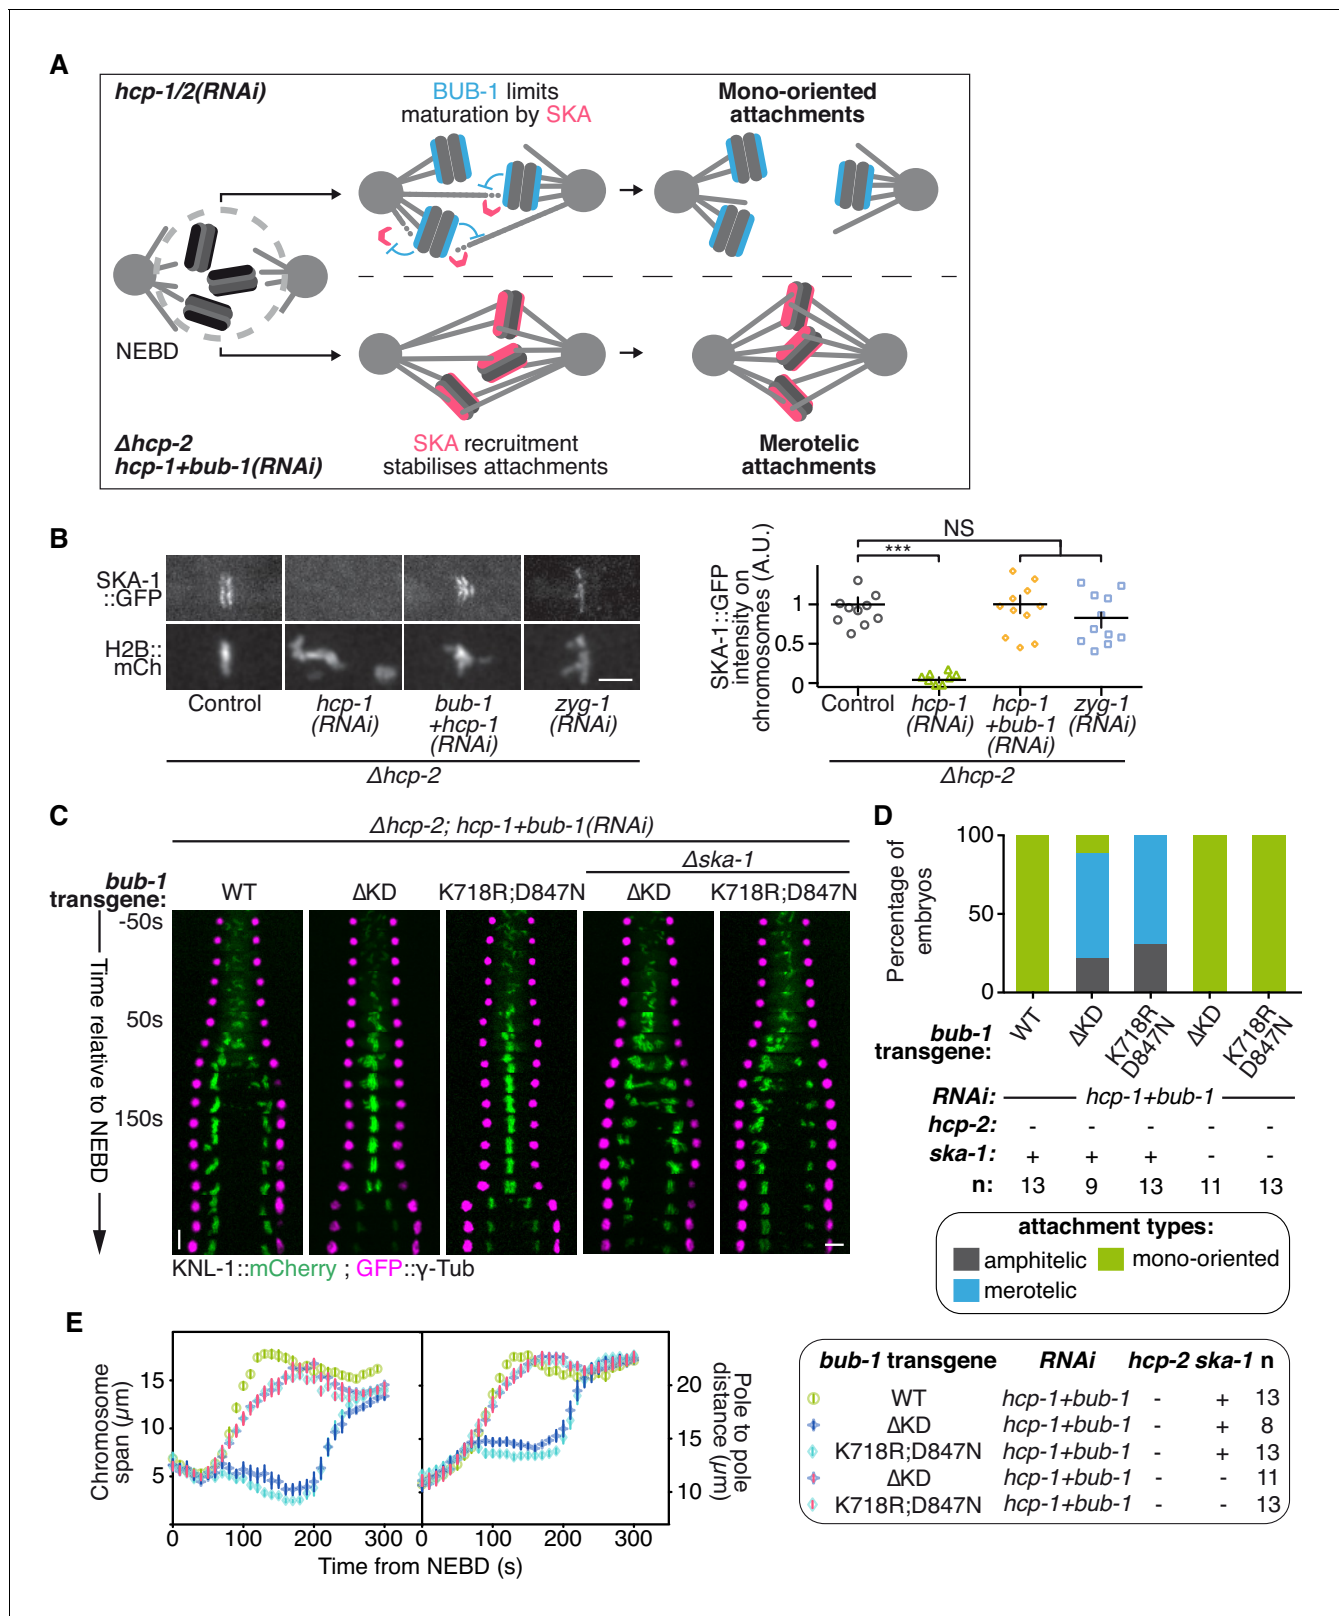 A
hcp-1/2(RNAi)
BUB-1 limits
maturation by SKA
Mono-oriented
attachments
NEBD
Δhcp-2
hcp-1+bub-1(RNAi)
SKA recruitment
stabilises attachments
Merotelic
attachments
B
SKA-1
::GFP
H2B::
mCh
Control
hcp-1
(RNAi)
bub-1
+hcp-1
(RNAi)
zyg-1
(RNAi)
Δhcp-2
SKA-1::GFP
intensity on
chromosomes (A.U.)
NS
***
1
0.5
0
Control
hcp-1
(RNAi)
hcp-1
+bub-1
(RNAi)
zyg-1
(RNAi)
Δhcp-2
C
Δhcp-2; hcp-1+bub-1(RNAi)
Δska-1
bub-1
transgene:
WT
ΔKD
K718R;D847N
ΔKD
K718R;D847N
-50s
50s
150s
Time relative to NEBD
KNL-1::mCherry ; GFP::γ-Tub
D
Percentage of
embryos
100
50
0
bub-1
transgene:
WT
ΔKD
K718R
D847N
ΔKD
K718R
D847N
RNAi: hcp-1+bub-1
hcp-2: - - - - -
ska-1: + + + - -
n: 13 9 13 11 13
attachment types:
amphitelic
mono-oriented
merotelic
E
Chromosome
span (µm)
15
10
5
0 100 200 300
0 100 200 300
20
15
10
Pole to pole
distance (µm)
Time from NEBD (s)
bub-1 transgene RNAi hcp-2 ska-1 n
WT hcp-1+bub-1 - + 13
ΔKD hcp-1+bub-1 - + 8
K718R;D847N hcp-1+bub-1 - + 13
ΔKD hcp-1+bub-1 - - 11
K718R;D847N hcp-1+bub-1 - - 13